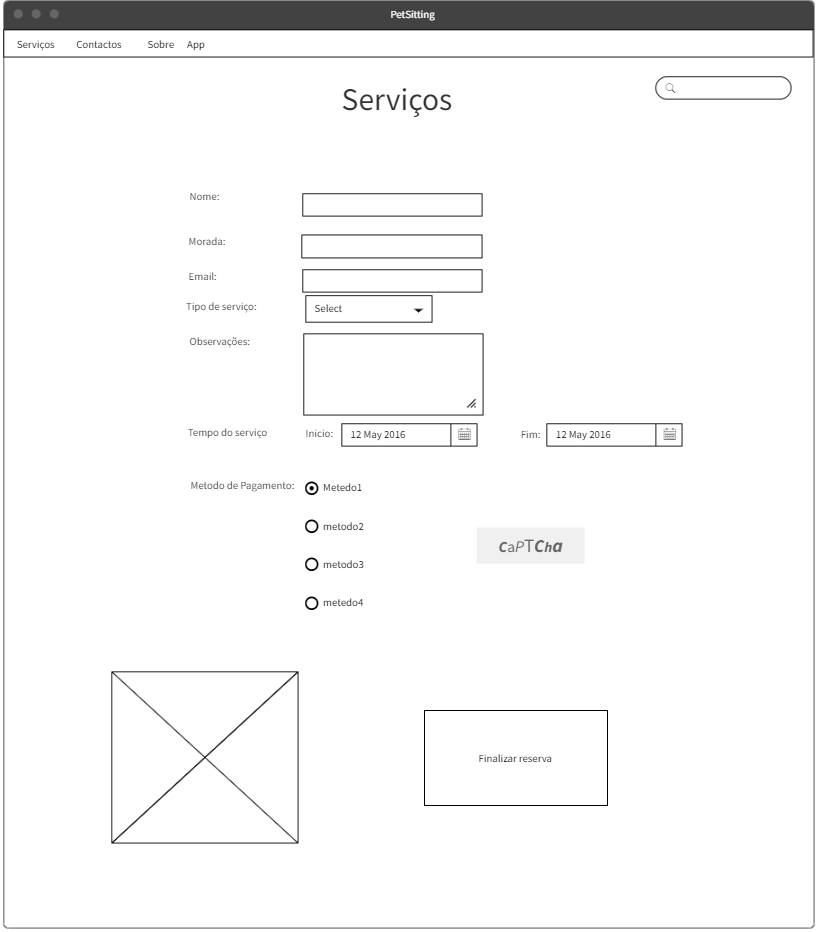 PetSitting
Serviços Contactos Sobre App
Serviços
Nome:
Morada:
Email:
Tipo de serviço: Select
Observações:
Tempo do serviço Inicio: 12 May 2016 Fim: 12 May 2016
Metodo de Pagamento: Metedo1
metodo2
CaPTCha
metodo3
metedo4
Finalizar reserva